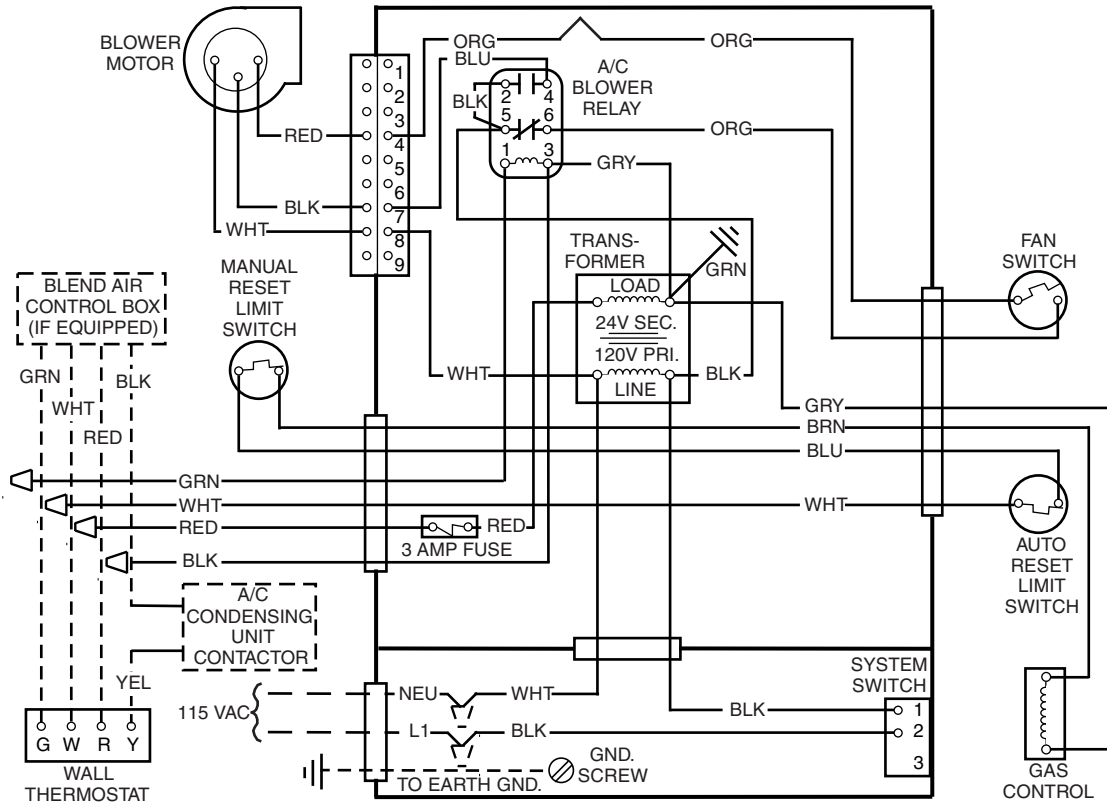 BLOWER
MOTOR
RED
BLK
WHT
1
2
3
4
5
6
7
8
9
ORG
ORG
BLU
A/C
BLOWER
RELAY
BLK
2
4
5
6
1
3
ORG
GRY
TRANS-
FORMER
LOAD
24V SEC.
120V PRI.
LINE
GRN
WHT
BLK
FAN
SWITCH
MANUAL
RESET
LIMIT
SWITCH
BLEND AIR
CONTROL BOX
(IF EQUIPPED)
GRN
WHT
RED
BLK
GRY
BRN
BLU
GRN
WHT
WHT
RED
RED
3 AMP FUSE
BLK
AUTO
RESET
LIMIT
SWITCH
A/C
CONDENSING
UNIT
CONTACTOR
YEL
115 VAC
NEU
WHT
L1
BLK
BLK
SYSTEM
SWITCH
1
2
3
G W R Y
WALL
THERMOSTAT
TO EARTH GND.
GND.
SCREW
GAS
CONTROL